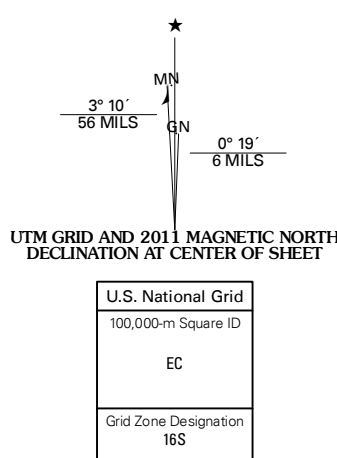 ★
MN
3° 10´
56 MILS
GN
0° 19´
6 MILS
UTM GRID AND 2011 MAGNETIC NORTH
DECLINATION AT CENTER OF SHEET
U.S. National Grid
100,000-m Square ID
EC
Grid Zone Designation
16S